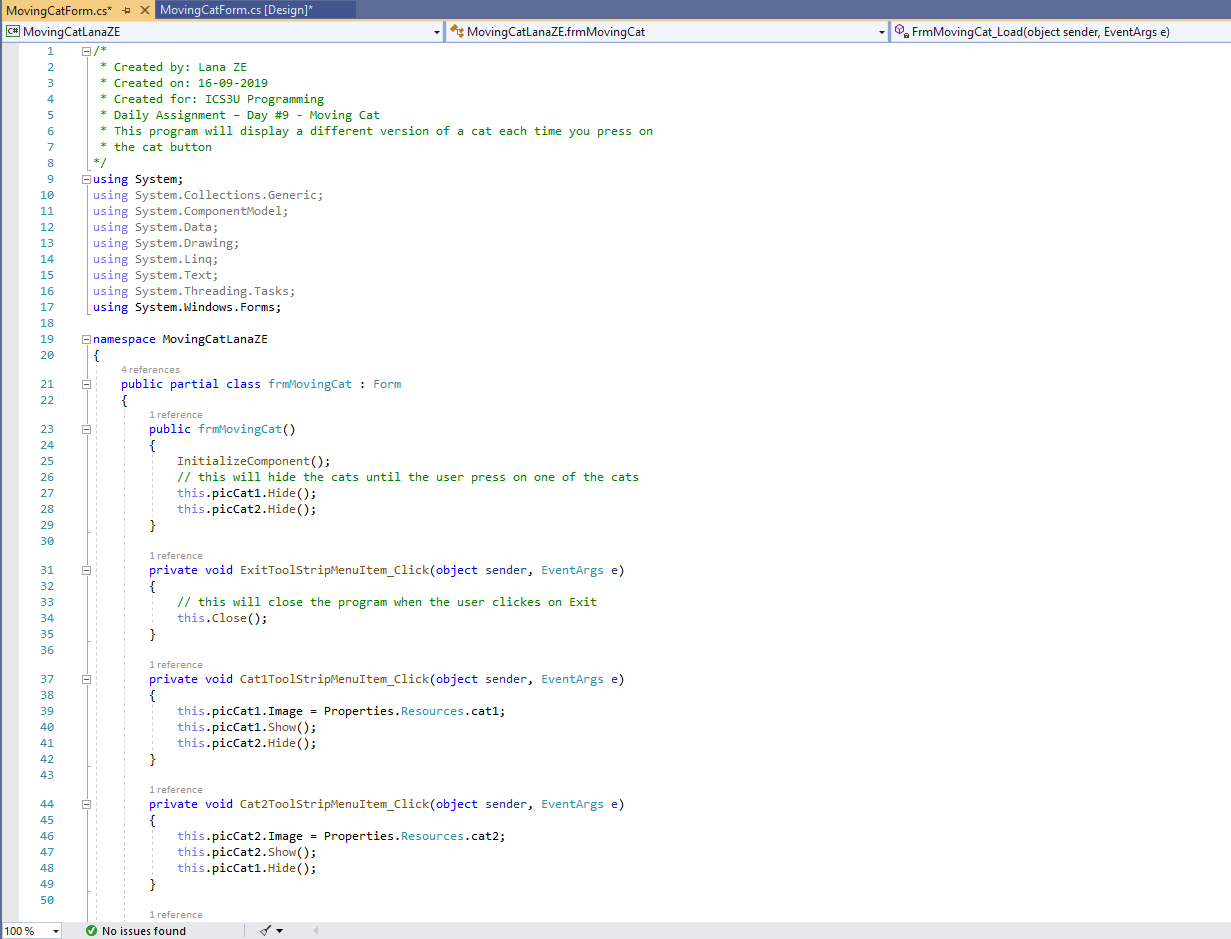 MovingCatForm.cs* MovingCatForm.cs [Design]*
C# MovingCatLanaZE MovingCatLanaZE.frmMovingCat FrmMovingCat_Load(object sender, EventArgs e)
1 /*
2 * Created by: Lana ZE
3 * Created on: 16-09-2019
4 * Created for: ICS3U Programming
5 * Daily Assignment – Day #9 - Moving Cat
6 * This program will display a different version of a cat each time you press on
7 * the cat button
8 */
9 using System;
10 using System.Collections.Generic;
11 using System.ComponentModel;
12 using System.Data;
13 using System.Drawing;
14 using System.Linq;
15 using System.Text;
16 using System.Threading.Tasks;
17 using System.Windows.Forms;
18
19 namespace MovingCatLanaZE
20 {
4 references
21 public partial class frmMovingCat : Form
22 {
1 reference
23 public frmMovingCat()
24 {
25 InitializeComponent();
26 // this will hide the cats until the user press on one of the cats
27 this.picCat1.Hide();
28 this.picCat2.Hide();
29 }
30
1 reference
31 private void ExitToolStripMenuItem_Click(object sender, EventArgs e)
32 {
33 // this will close the program when the user clickes on Exit
34 this.Close();
35 }
36
1 reference
37 private void Cat1ToolStripMenuItem_Click(object sender, EventArgs e)
38 {
39 this.picCat1.Image = Properties.Resources.cat1;
40 this.picCat1.Show();
41 this.picCat2.Hide();
42 }
43
1 reference
44 private void Cat2ToolStripMenuItem_Click(object sender, EventArgs e)
45 {
46 this.picCat2.Image = Properties.Resources.cat2;
47 this.picCat2.Show();
48 this.picCat1.Hide();
49 }
50
1 reference
100 % No issues found